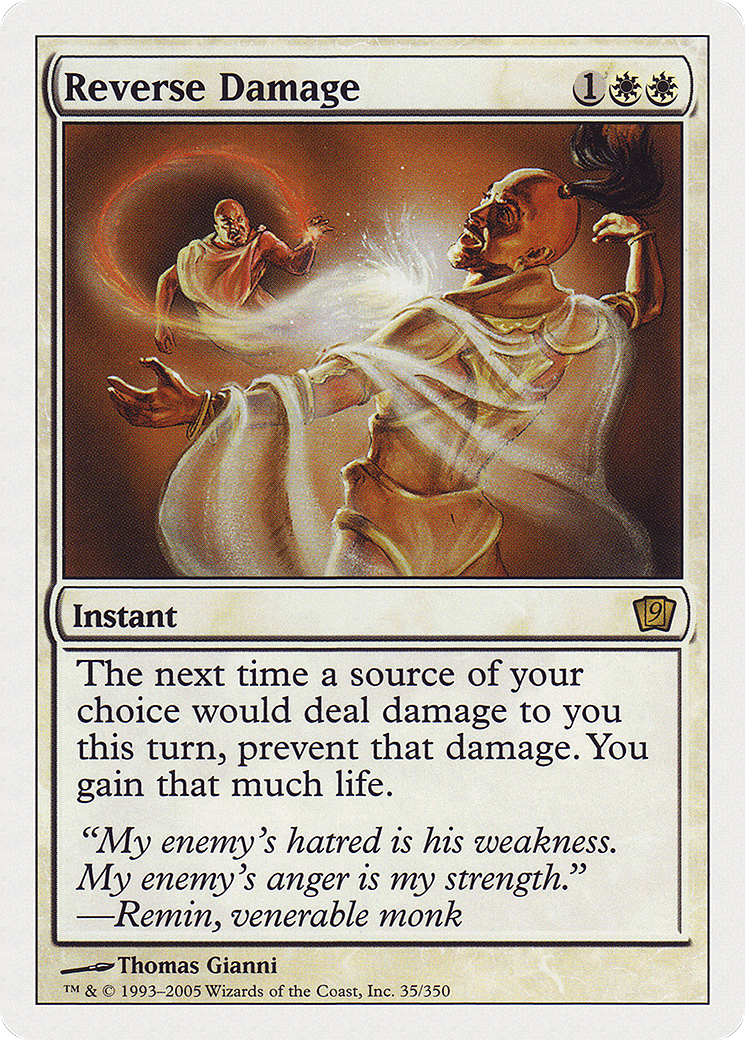 Reverse Damage 1
Instant 9
The next time a source of your
choice would deal damage to you
this turn, prevent that damage. You
gain that much life.
“My enemy’s hatred is his weakness.
My enemy’s anger is my strength.”
—Remin, venerable monk
Thomas Gianni
™ & © 1993–2005 Wizards of the Coast, Inc. 35/350